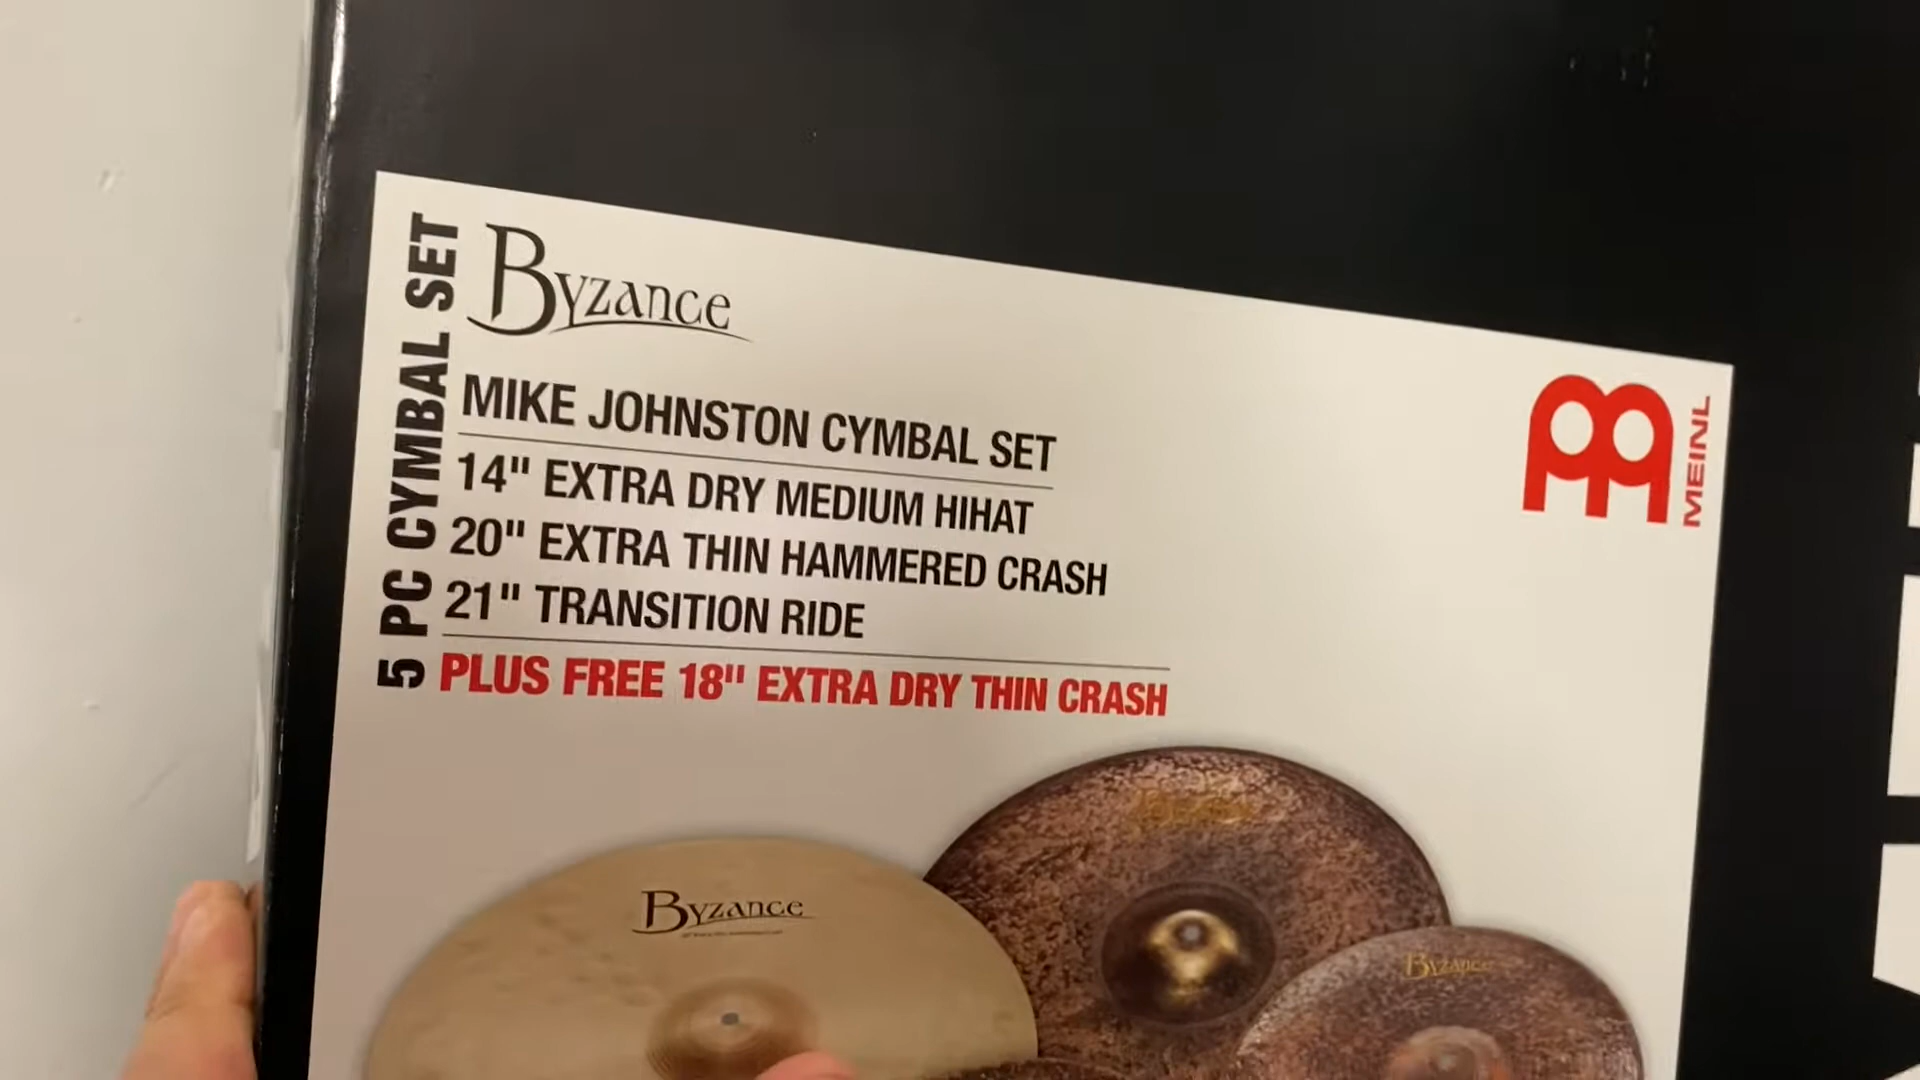 5 PC CYMBAL SET
Byzance
MIKE JOHNSTON CYMBAL SET
14" EXTRA DRY MEDIUM HIHAT
20" EXTRA THIN HAMMERED CRASH
21" TRANSITION RIDE
PLUS FREE 18" EXTRA DRY THIN CRASH
MEINL
Byzance
Byzance